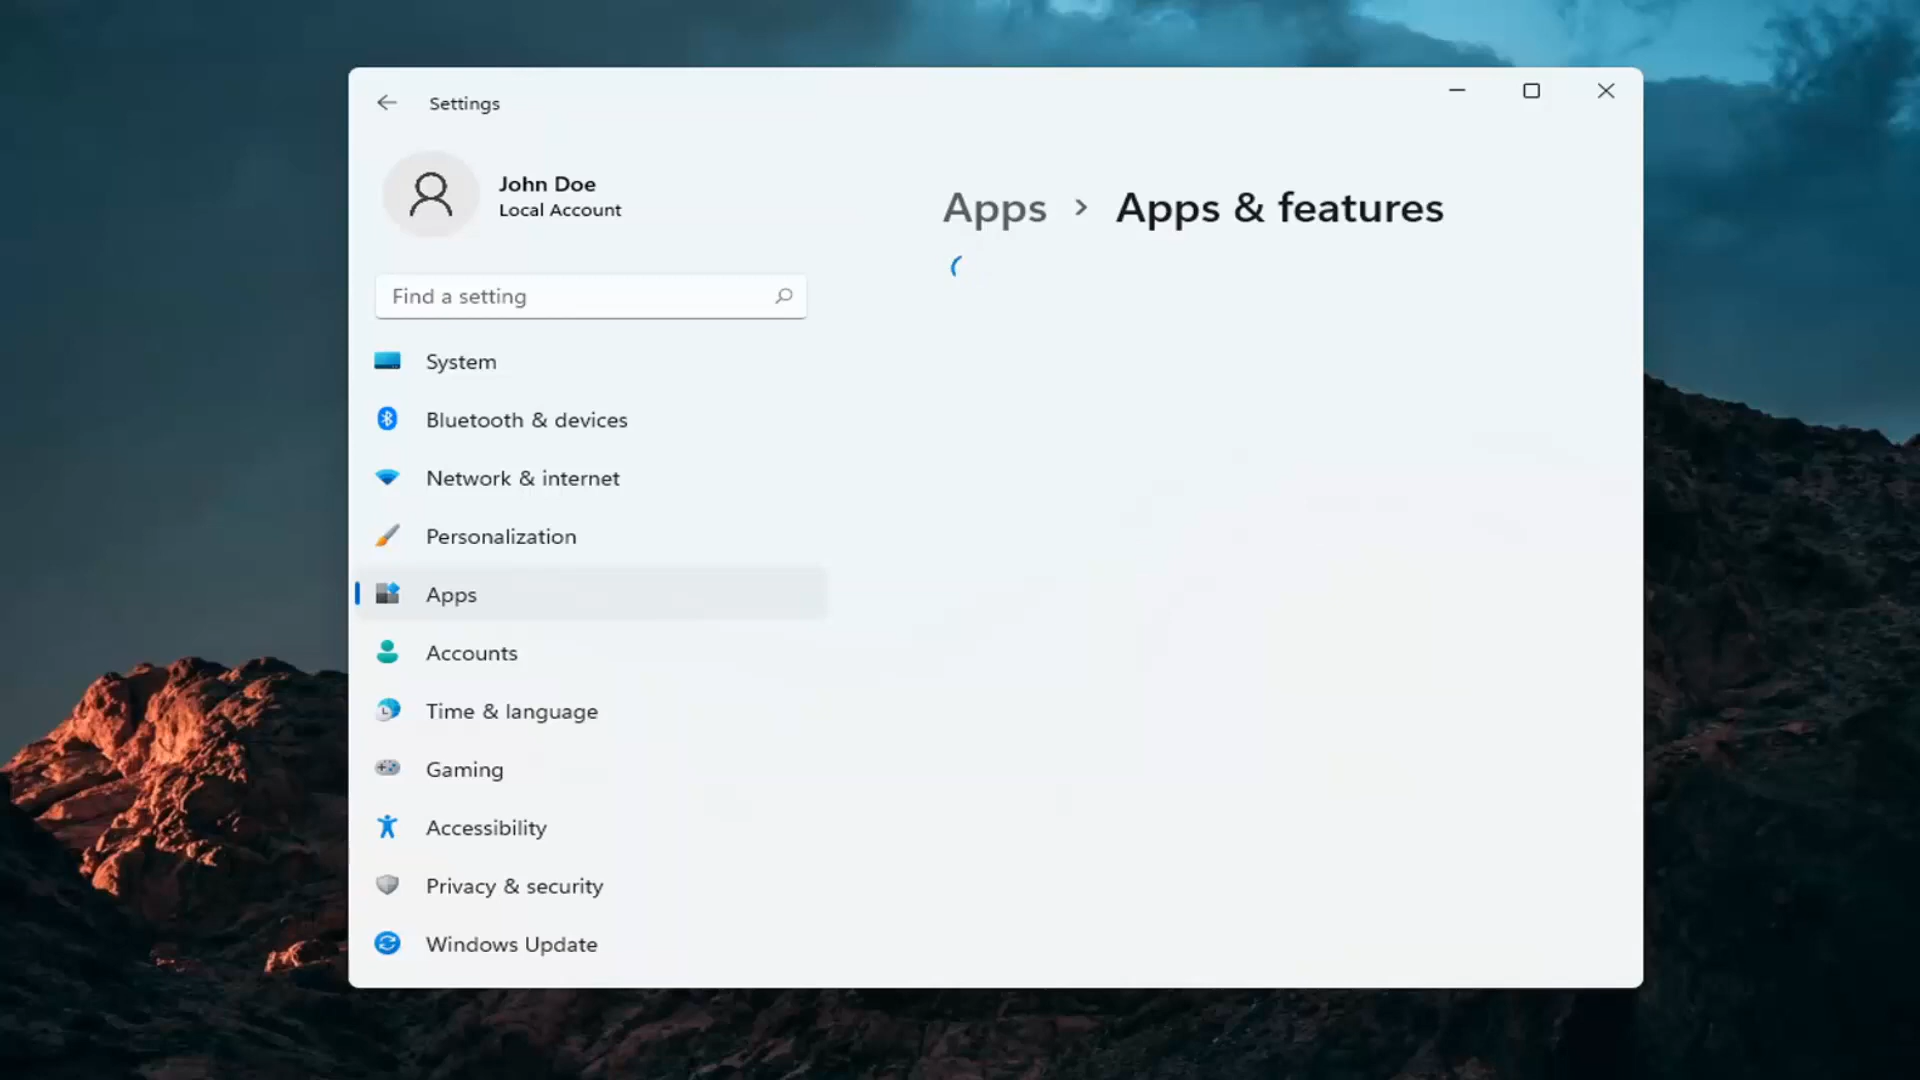 Settings
John Doe
Local Account
Find a setting
System
Bluetooth & devices
Network & internet
Personalization
Apps
Accounts
Time & language
Gaming
Accessibility
Privacy & security
Windows Update
Apps > Apps & features